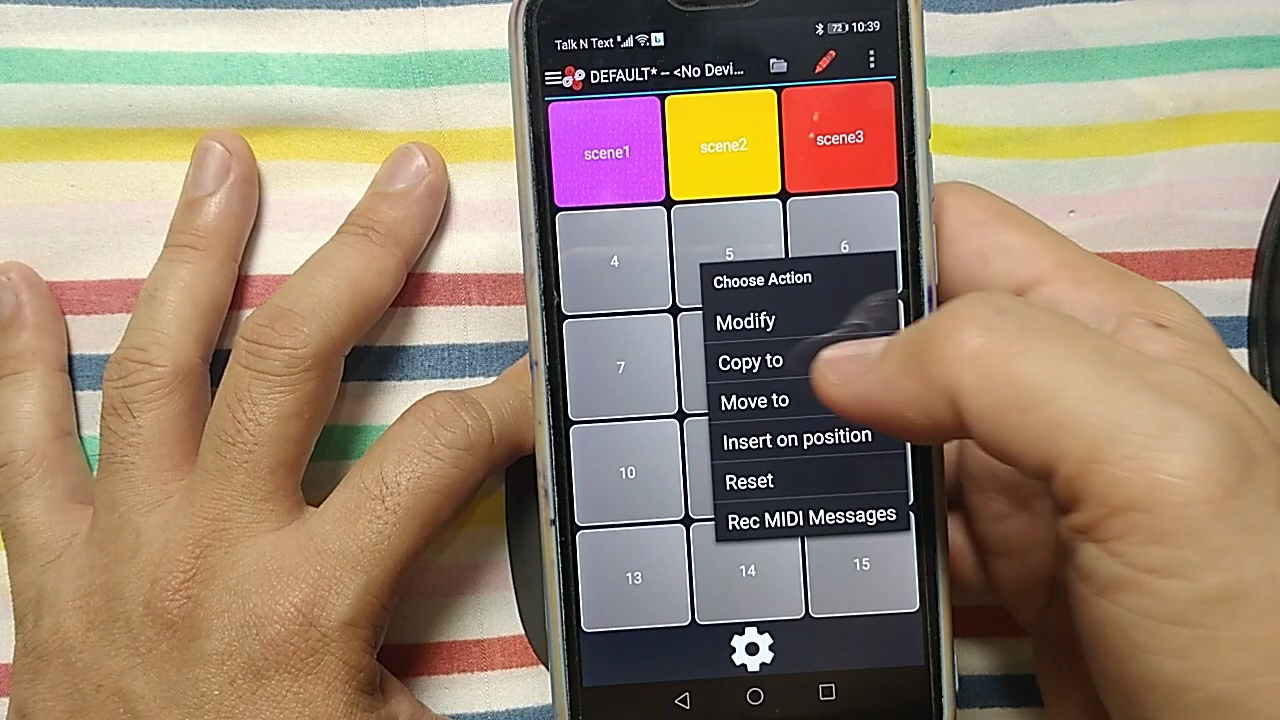 Talk N Text
72 10:39
DEFAULT* -- <No Devi...
scene1 scene2 scene3
4 5 6
Choose Action
Modify
Copy to
7
Move to
Insert on position
10
Reset
Rec MIDI Messages
13 14 15